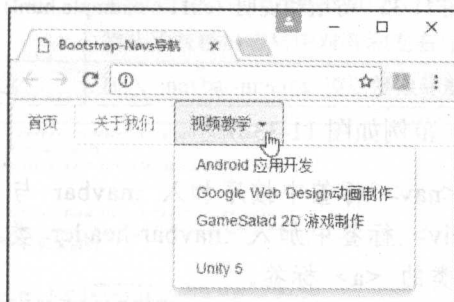 Bootstrap-Navs导航
首页 关于我们 视频教学
Android 应用开发
Google Web Design动画制作
GameSalad 2D 游戏制作
Unity 5